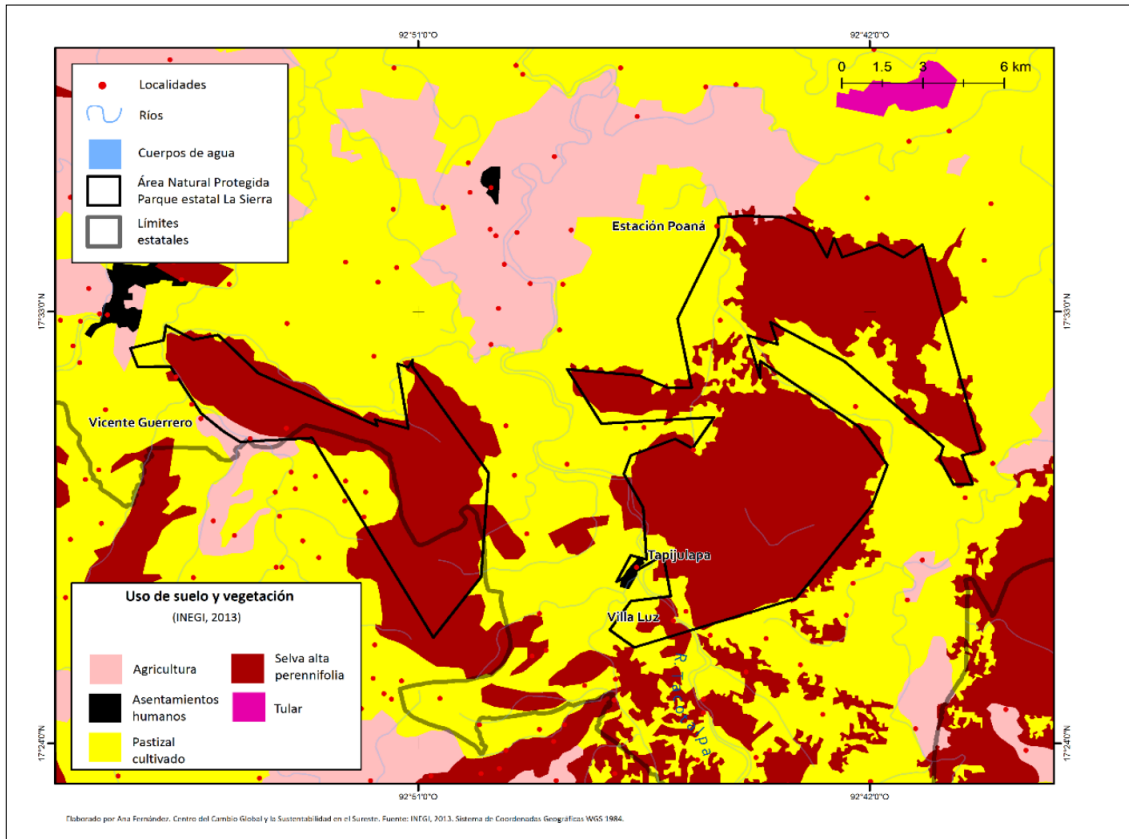 92°51'0"O
92°42'0"O
Localidades
Ríos
Cuerpos de agua
Área Natural Protegida
Parque estatal La Sierra
Límites
estatales
0 1.5 3 6 km
Estación Poaná
17°33'0"N
17°33'0"N
Vicente Guerrero
Tapijulapa
Villa Luz
Uso de suelo y vegetación
(INEGI, 2013)
Agricultura
Selva alta
perennifolia
Asentamientos
humanos
Tular
Pastizal
cultivado
17°24'0"N
17°24'0"N
92°51'0"O
92°42'0"O
Elaborado por Ana Fernández. Centro del Cambio Global y la Sustentabilidad en el Sureste. Fuente: INEGI, 2013. Sistema de Coordenadas Geográficas WGS 1984.